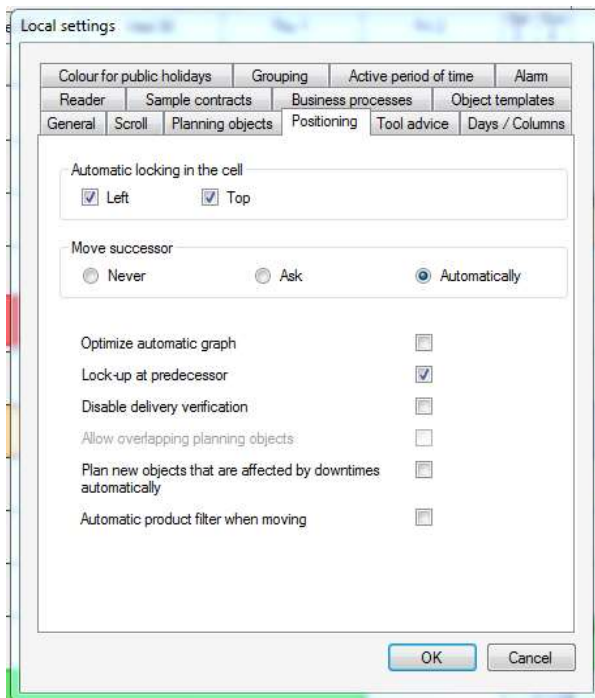 Local settings
Colour for public holidays Grouping Active period of time Alarm
Reader Sample contracts Business processes Object templates
General Scroll Planning objects Positioning Tool advice Days / Columns
Automatic locking in the cell
Left Top
Move successor
Never Ask Automatically
Optimize automatic graph
Lock-up at predecessor
Disable delivery verification
Allow overlapping planning objects
Plan new objects that are affected by downtimes
automatically
Automatic product filter when moving
OK Cancel